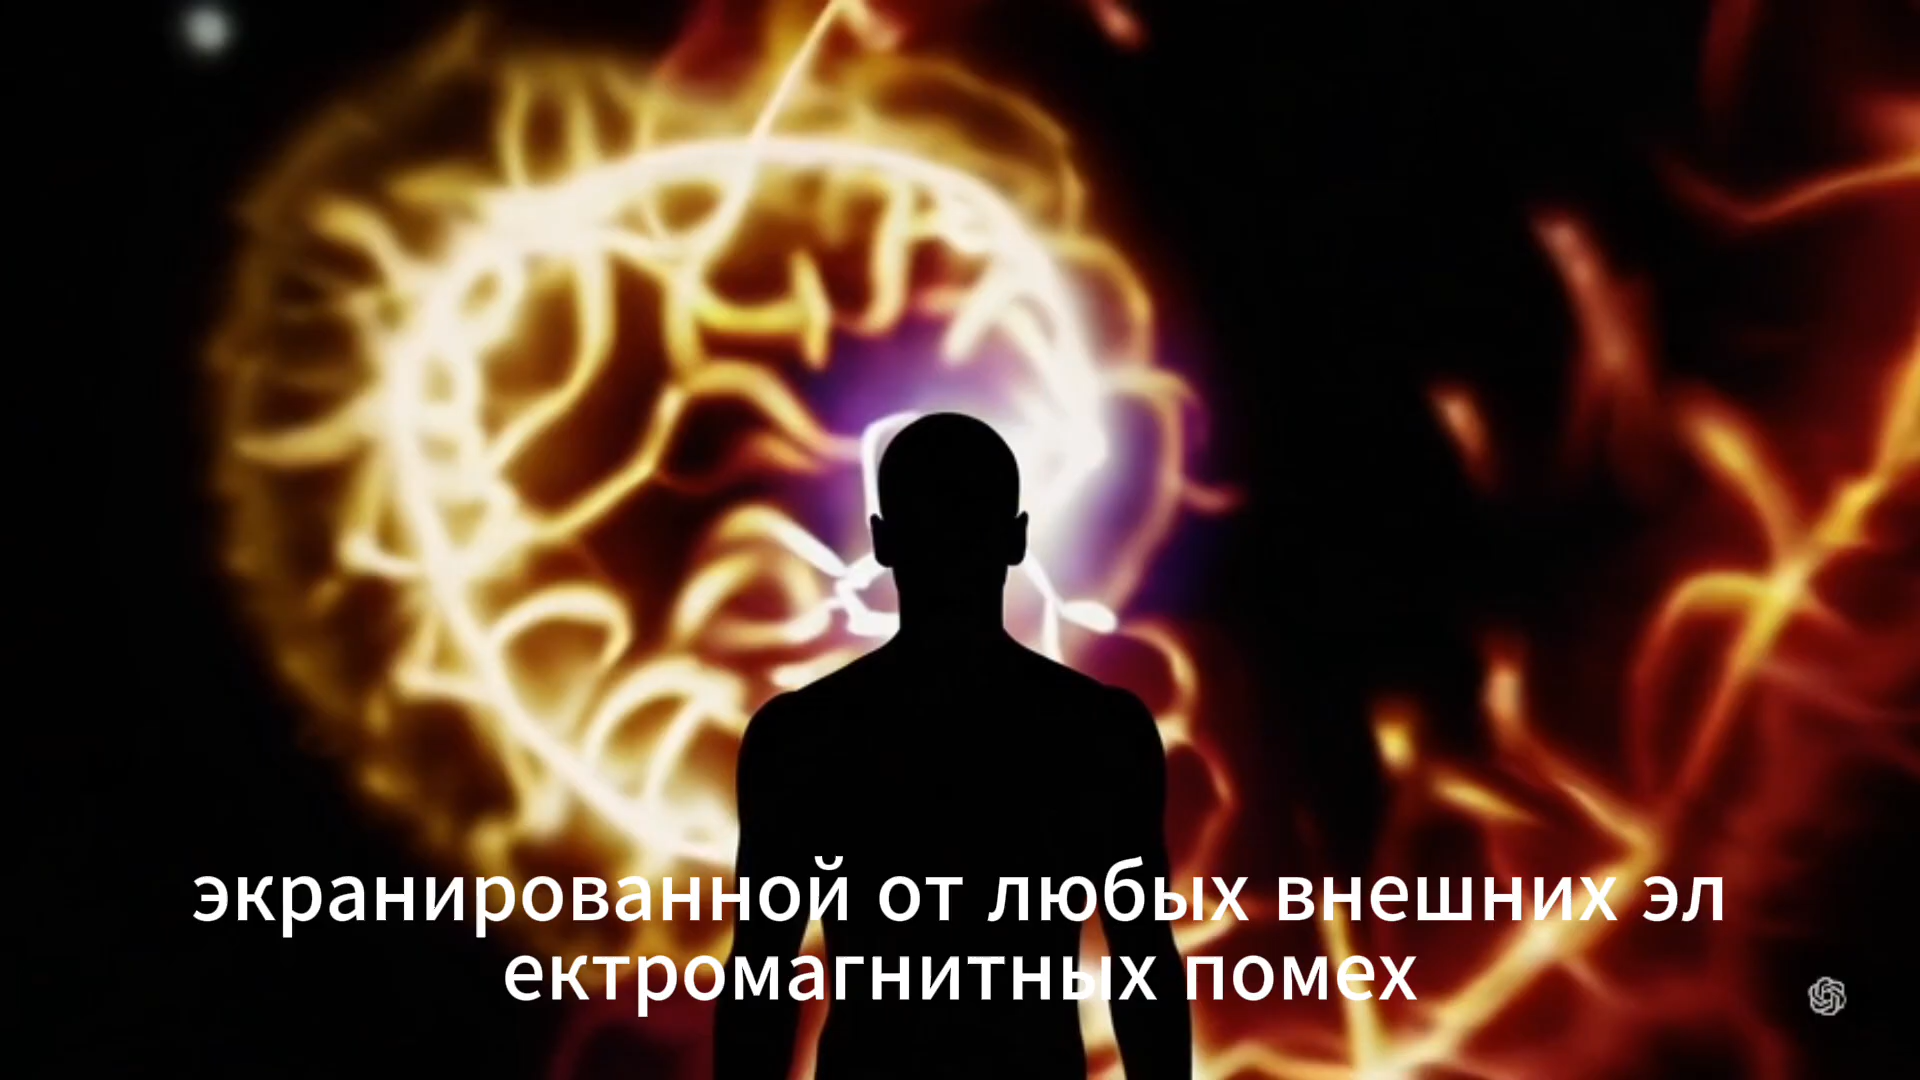 экранированной от любых внешних эл
ектромагнитных помех